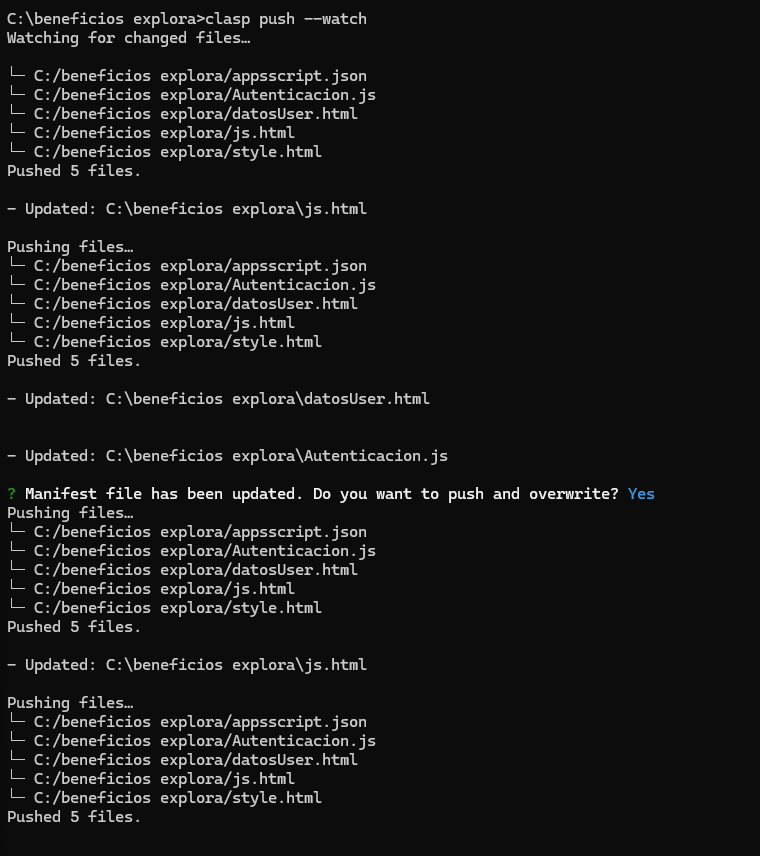 C:\beneficios explora>clasp push --watch
Watching for changed files…
└─ C:/beneficios explora/appsscript.json
└─ C:/beneficios explora/Autenticacion.js
└─ C:/beneficios explora/datosUser.html
└─ C:/beneficios explora/js.html
└─ C:/beneficios explora/style.html
Pushed 5 files.
- Updated: C:\beneficios explora\js.html
Pushing files…
└─ C:/beneficios explora/appsscript.json
└─ C:/beneficios explora/Autenticacion.js
└─ C:/beneficios explora/datosUser.html
└─ C:/beneficios explora/js.html
└─ C:/beneficios explora/style.html
Pushed 5 files.
- Updated: C:\beneficios explora\datosUser.html
- Updated: C:\beneficios explora\Autenticacion.js
? Manifest file has been updated. Do you want to push and overwrite? Yes
Pushing files…
└─ C:/beneficios explora/appsscript.json
└─ C:/beneficios explora/Autenticacion.js
└─ C:/beneficios explora/datosUser.html
└─ C:/beneficios explora/js.html
└─ C:/beneficios explora/style.html
Pushed 5 files.
- Updated: C:\beneficios explora\js.html
Pushing files…
└─ C:/beneficios explora/appsscript.json
└─ C:/beneficios explora/Autenticacion.js
└─ C:/beneficios explora/datosUser.html
└─ C:/beneficios explora/js.html
└─ C:/beneficios explora/style.html
Pushed 5 files.